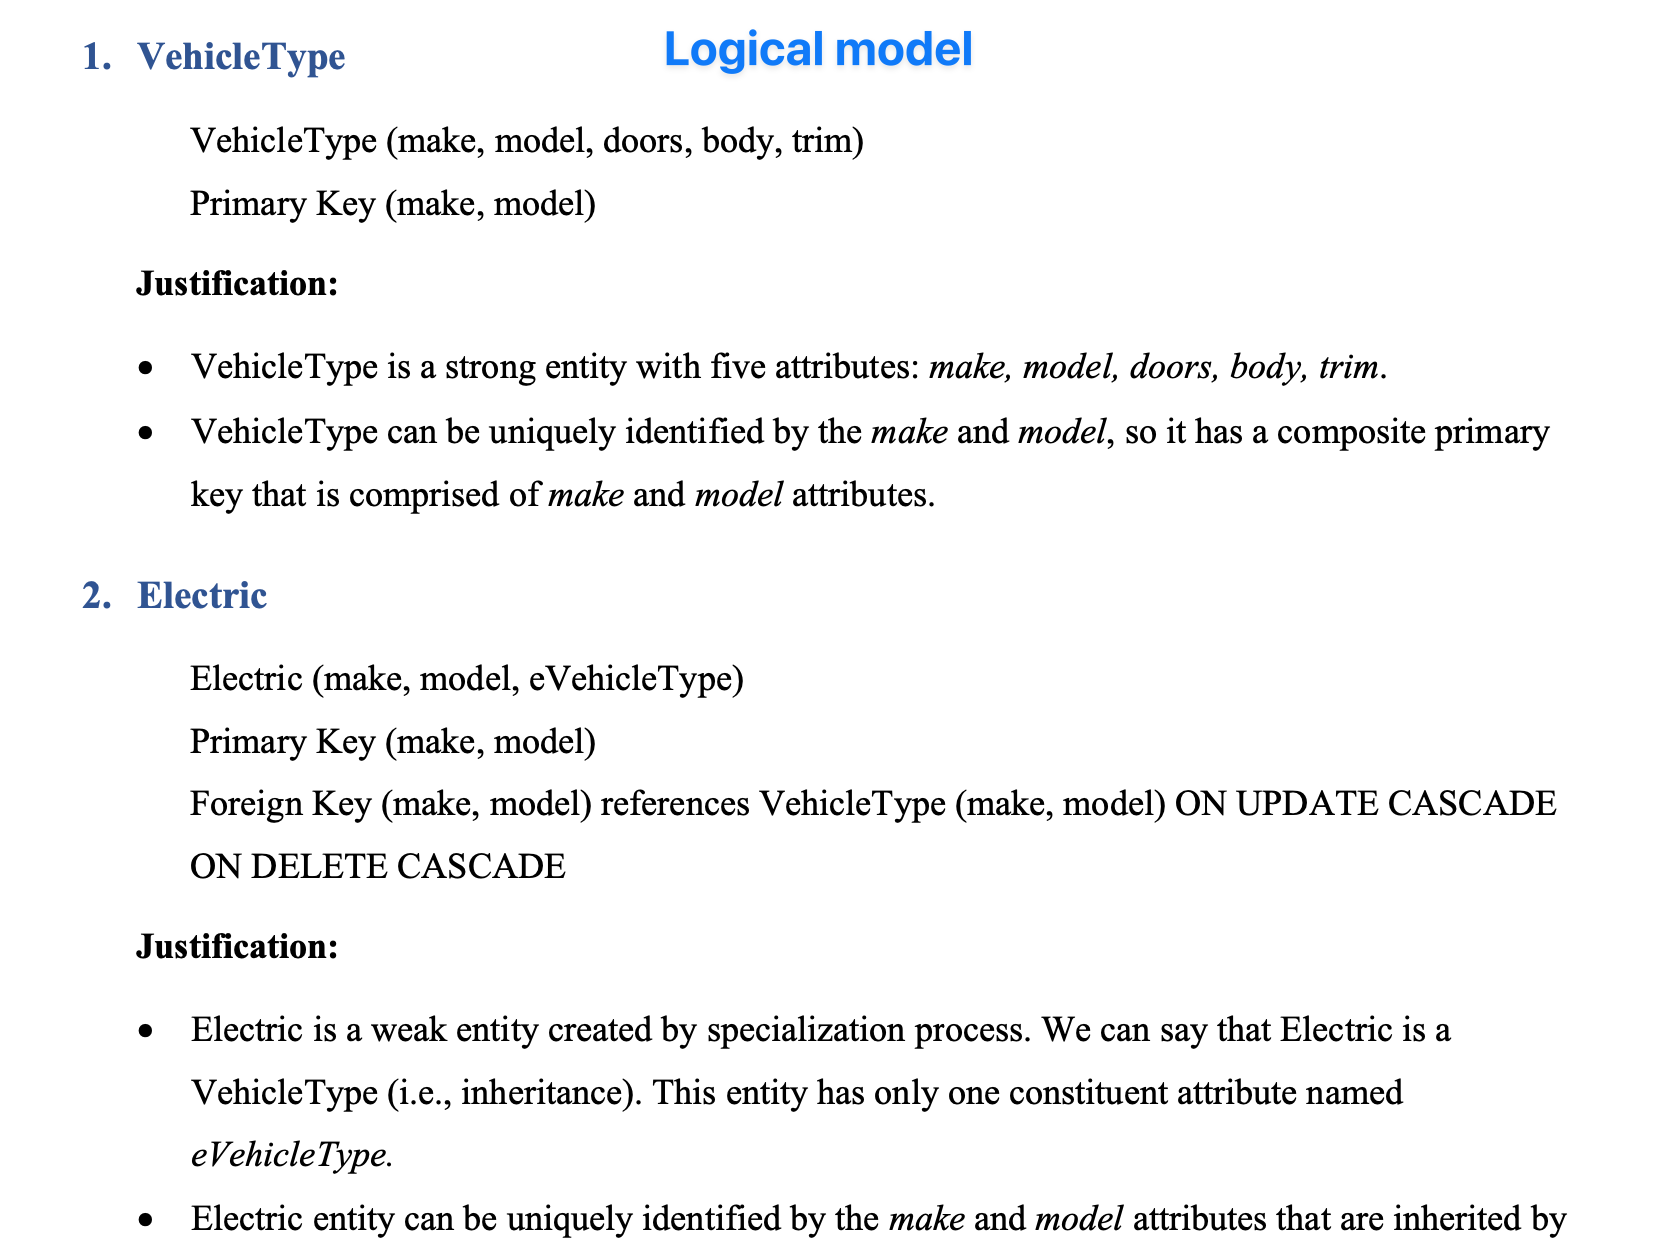 Logical model
1. VehicleType
VehicleType (make, model, doors, body, trim)
Primary Key (make, model)
Justification:
• VehicleType is a strong entity with five attributes: make, model, doors, body, trim.
• VehicleType can be uniquely identified by the make and model, so it has a composite primary
key that is comprised of make and model attributes.
2. Electric
Electric (make, model, eVehicleType)
Primary Key (make, model)
Foreign Key (make, model) references VehicleType (make, model) ON UPDATE CASCADE
ON DELETE CASCADE
Justification:
• Electric is a weak entity created by specialization process. We can say that Electric is a
VehicleType (i.e., inheritance). This entity has only one constituent attribute named
eVehicleType.
• Electric entity can be uniquely identified by the make and model attributes that are inherited by